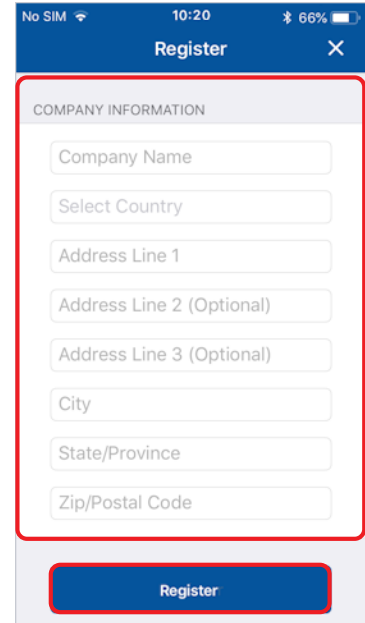 No SIM 10:20 66%
Register ×
COMPANY INFORMATION
Company Name
Select Country
Address Line 1
Address Line 2 (Optional)
Address Line 3 (Optional)
City
State/Province
Zip/Postal Code
Register